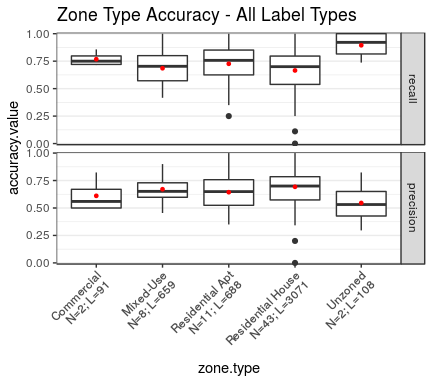 Zone Type Accuracy - All Label Types
accuracy.value
1.00
0.75
0.50
0.25
0.00
recall
1.00
0.75
0.50
0.25
0.00
precision
Commercial
N=2; L=91
Mixed-Use
N=8; L=659
Residential Apt
N=11; L=688
Residential House
N=43; L=3071
Unzoned
N=2; L=108
zone.type